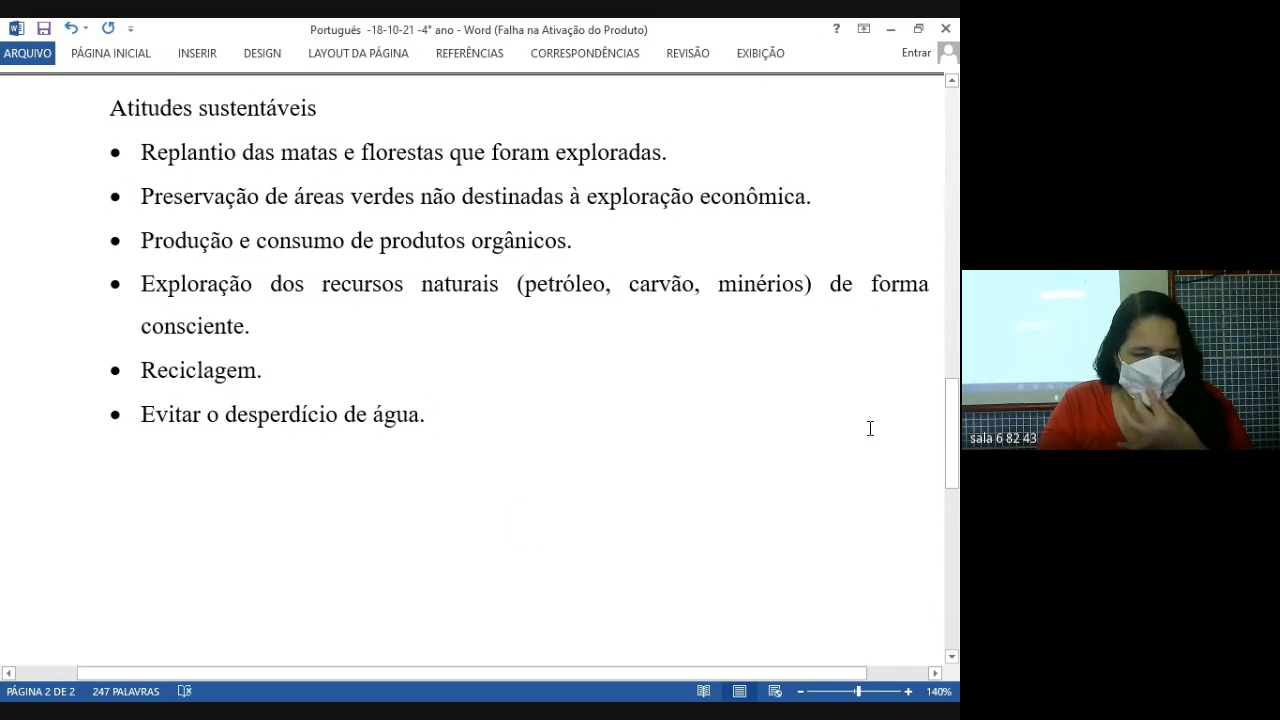 Português -18-10-21 -4° ano - Word (Falha na Ativação do Produto)
ARQUIVO PÁGINA INICIAL INSERIR DESIGN LAYOUT DA PÁGINA REFERÊNCIAS CORRESPONDÊNCIAS REVISÃO EXIBIÇÃO Entrar
Atitudes sustentáveis
• Replantio das matas e florestas que foram exploradas.
• Preservação de áreas verdes não destinadas à exploração econômica.
• Produção e consumo de produtos orgânicos.
• Exploração dos recursos naturais (petróleo, carvão, minérios) de forma
consciente.
• Reciclagem.
• Evitar o desperdício de água.
sala 6 82 43
PÁGINA 2 DE 2 247 PALAVRAS 140%